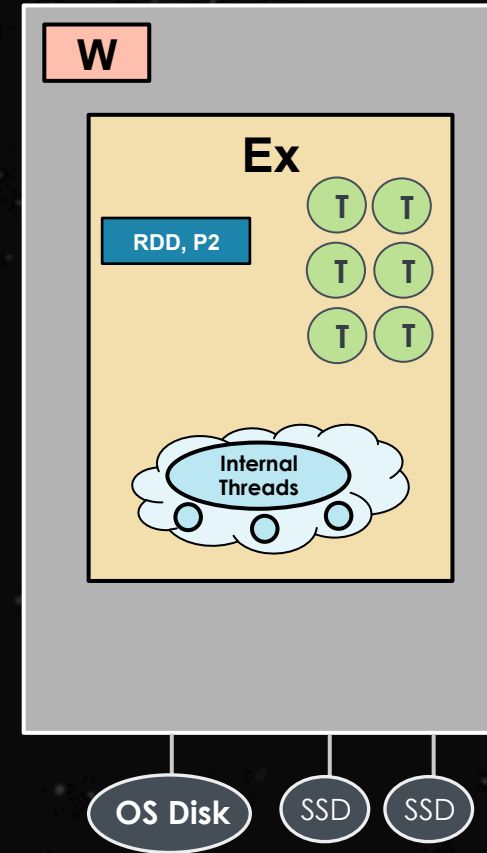 W
Ex
T T
RDD, P2
T T
T T
Internal
Threads
OS Disk
SSD
SSD